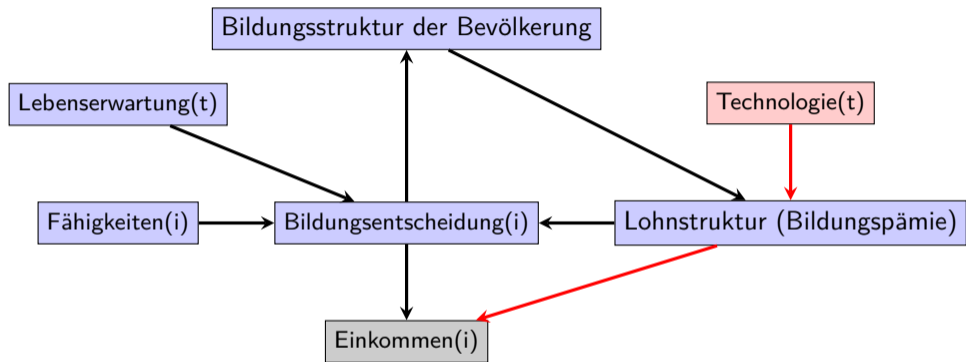 Bildungsstruktur der Bevölkerung
Lebenserwartung(t)
Technologie(t)
Fähigkeiten(i)
Bildungsentscheidung(i)
Lohnstruktur (Bildungspämie)
Einkommen(i)